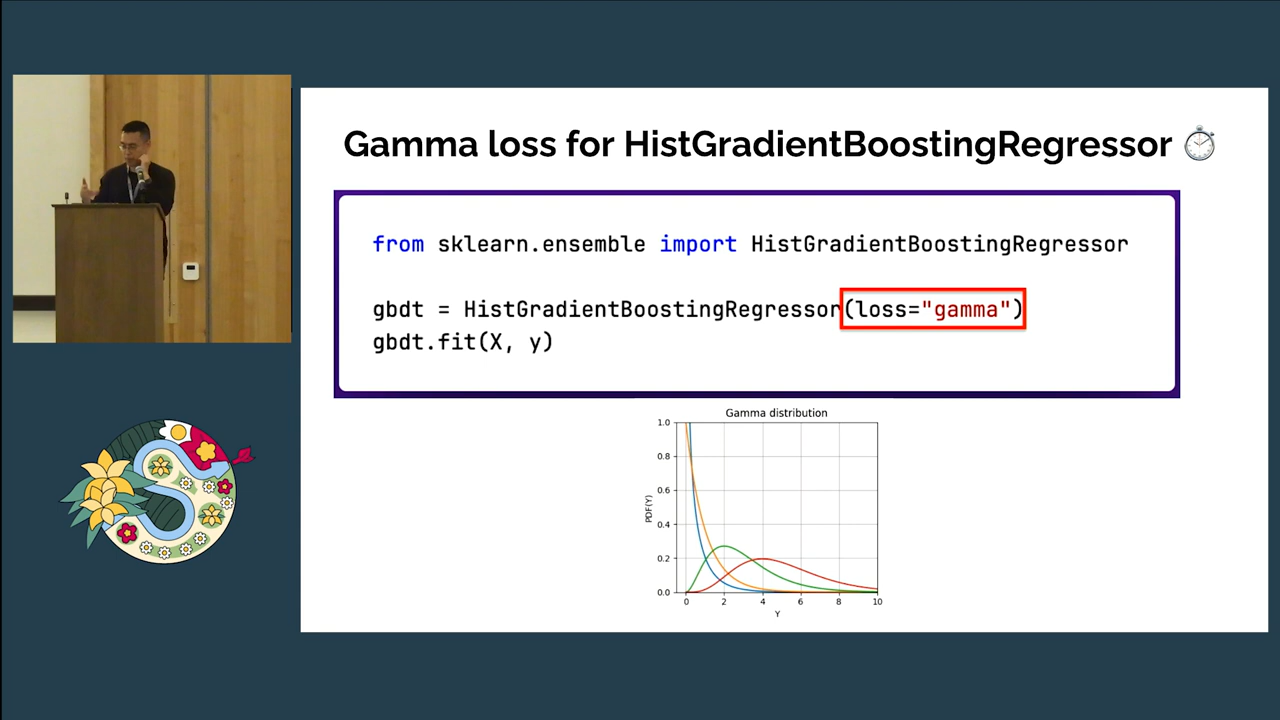 Gamma loss for HistGradientBoostingRegressor ⏱
from sklearn.ensemble import HistGradientBoostingRegressor
gbdt = HistGradientBoostingRegressor(loss="gamma")
gbdt.fit(X, y)
Gamma distribution
1.0
0.8
0.6
0.4
0.2
0.0
PDF(Y)
0 2 4 6 8 10
Y